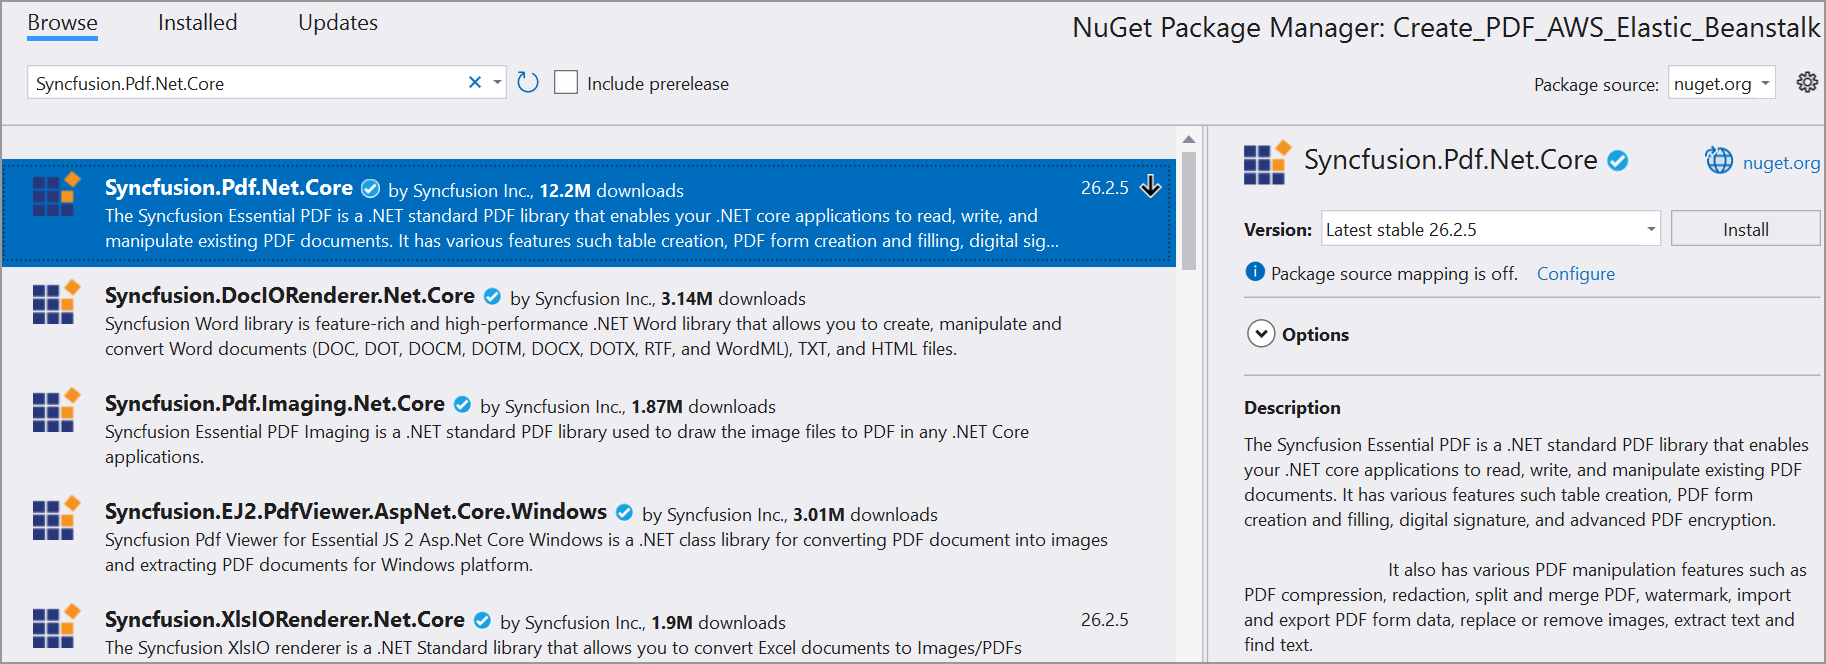 Browse Installed Updates
NuGet Package Manager: Create_PDF_AWS_Elastic_Beanstalk
Syncfusion.Pdf.Net.Core
Include prerelease
Package source: nuget.org
Syncfusion.Pdf.Net.Core by Syncfusion Inc., 12.2M downloads 26.2.5
The Syncfusion Essential PDF is a .NET standard PDF library that enables your .NET core applications to read, write, and
manipulate existing PDF documents. It has various features such table creation, PDF form creation and filling, digital sig...
Syncfusion.DocIORenderer.Net.Core by Syncfusion Inc., 3.14M downloads
Syncfusion Word library is feature-rich and high-performance .NET Word library that allows you to create, manipulate and
convert Word documents (DOC, DOT, DOCM, DOTM, DOCX, DOTX, RTF, and WordML), TXT, and HTML files.
Syncfusion.Pdf.Imaging.Net.Core by Syncfusion Inc., 1.87M downloads
Syncfusion Essential PDF Imaging is a .NET standard PDF library used to draw the image files to PDF in any .NET Core
applications.
Syncfusion.EJ2.PdfViewer.AspNet.Core.Windows by Syncfusion Inc., 3.01M downloads
Syncfusion Pdf Viewer for Essential JS 2 Asp.Net Core Windows is a .NET class library for converting PDF document into images
and extracting PDF documents for Windows platform.
Syncfusion.XlsIORenderer.Net.Core by Syncfusion Inc., 1.9M downloads 26.2.5
The Syncfusion XlsIO renderer is a .NET Standard library that allows you to convert Excel documents to Images/PDFs
Syncfusion.Pdf.Net.Core nuget.org
Version: Latest stable 26.2.5 Install
Package source mapping is off. Configure
Options
Description
The Syncfusion Essential PDF is a .NET standard PDF library that enables
your .NET core applications to read, write, and manipulate existing PDF
documents. It has various features such table creation, PDF form
creation and filling, digital signature, and advanced PDF encryption.
It also has various PDF manipulation features such as
PDF compression, redaction, split and merge PDF, watermark, import
and export PDF form data, replace or remove images, extract text and
find text.